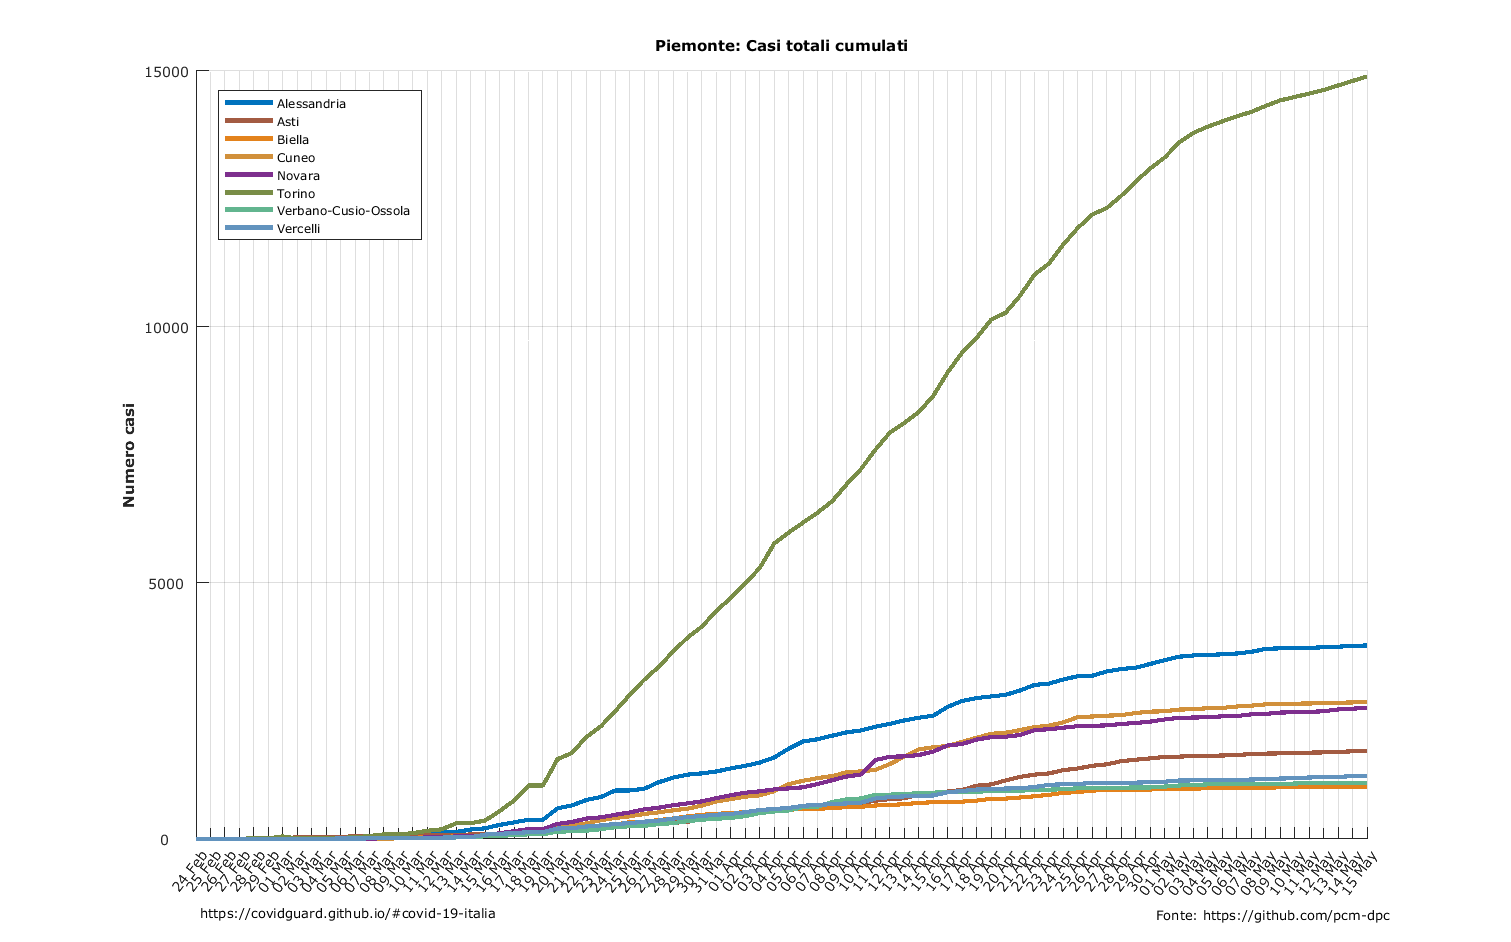 Piemonte: Casi totali cumulati
15000
10000
5000
0
Numero casi
Alessandria
Asti
Biella
Cuneo
Novara
Torino
Verbano-Cusio-Ossola
Vercelli
24 Feb
25 Feb
26 Feb
27 Feb
28 Feb
29 Feb
01 Mar
02 Mar
03 Mar
04 Mar
05 Mar
06 Mar
07 Mar
08 Mar
09 Mar
10 Mar
11 Mar
12 Mar
13 Mar
14 Mar
15 Mar
16 Mar
17 Mar
18 Mar
19 Mar
20 Mar
21 Mar
22 Mar
23 Mar
24 Mar
25 Mar
26 Mar
27 Mar
28 Mar
29 Mar
30 Mar
31 Mar
01 Apr
02 Apr
03 Apr
04 Apr
05 Apr
06 Apr
07 Apr
08 Apr
09 Apr
10 Apr
11 Apr
12 Apr
13 Apr
14 Apr
15 Apr
16 Apr
17 Apr
18 Apr
19 Apr
20 Apr
21 Apr
22 Apr
23 Apr
24 Apr
25 Apr
26 Apr
27 Apr
28 Apr
29 Apr
30 Apr
01 May
02 May
03 May
04 May
05 May
06 May
07 May
08 May
09 May
10 May
11 May
12 May
13 May
14 May
15 May
https://covidguard.github.io/#covid-19-italia
Fonte: https://github.com/pcm-dpc